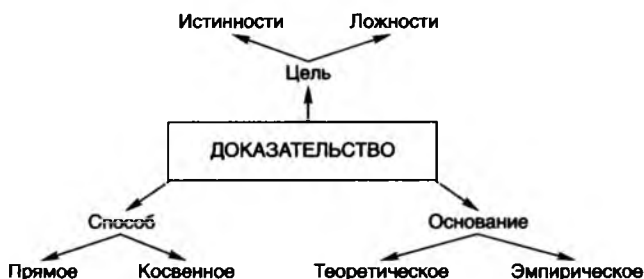 Истинности Ложности
Цель
ДОКАЗАТЕЛЬСТВО
Способ Основание
Прямое Косвенное Теоретическое Эмпирическое